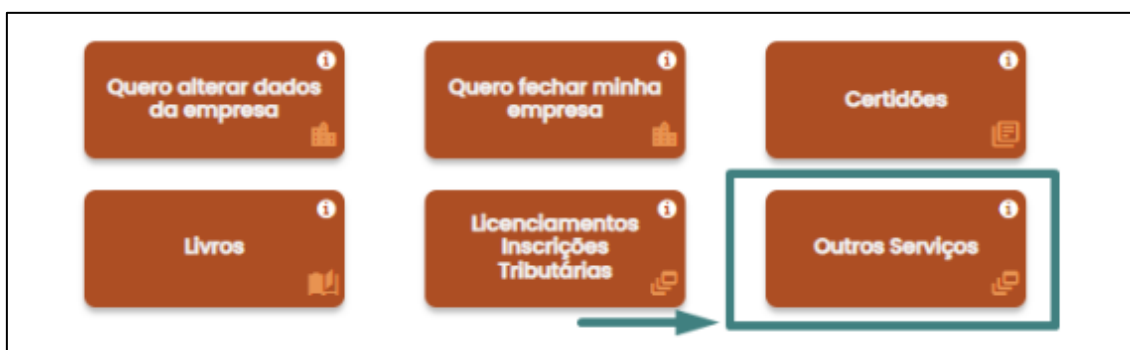 Quero alterar dados
da empresa
Quero fechar minha
empresa
Certidões
Livros
Licenciamentos
Inscrições
Tributárias
Outros Serviços